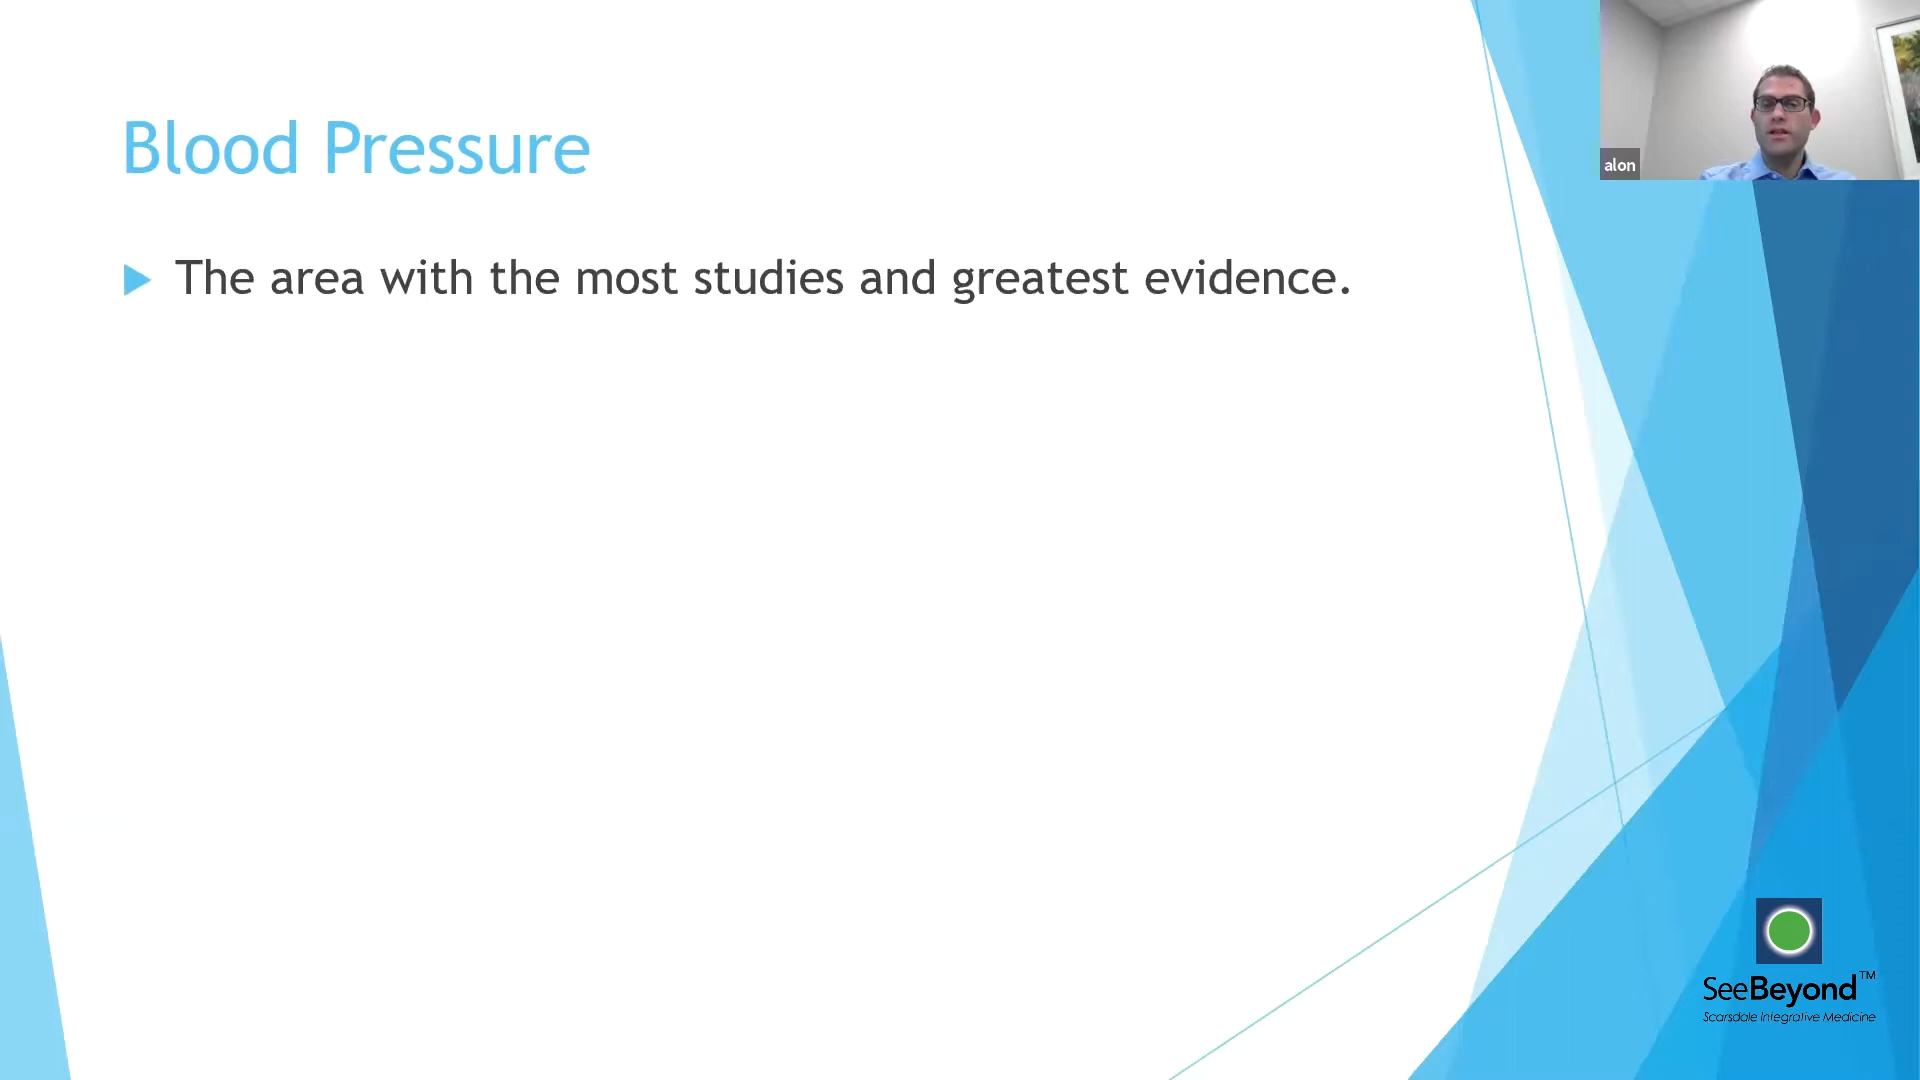 Blood Pressure
The area with the most studies and greatest evidence.
alon
SeeBeyond™
Scarsdale Integrative Medicine